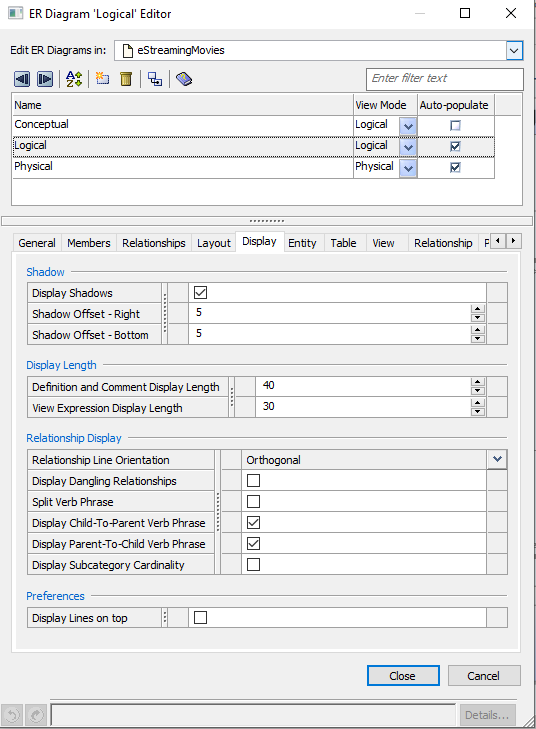 ER Diagram 'Logical' Editor
Edit ER Diagrams in: eStreamingMovies
Enter filter text
Name View Mode Auto-populate
Conceptual Logical
Logical Logical
Physical Physical
General Members Relationships Layout Display Entity Table View Relationship
Shadow
Display Shadows
Shadow Offset - Right 5
Shadow Offset - Bottom 5
Display Length
Definition and Comment Display Length 40
View Expression Display Length 30
Relationship Display
Relationship Line Orientation Orthogonal
Display Dangling Relationships
Split Verb Phrase
Display Child-To-Parent Verb Phrase
Display Parent-To-Child Verb Phrase
Display Subcategory Cardinality
Preferences
Display Lines on top
Close Cancel
Details...